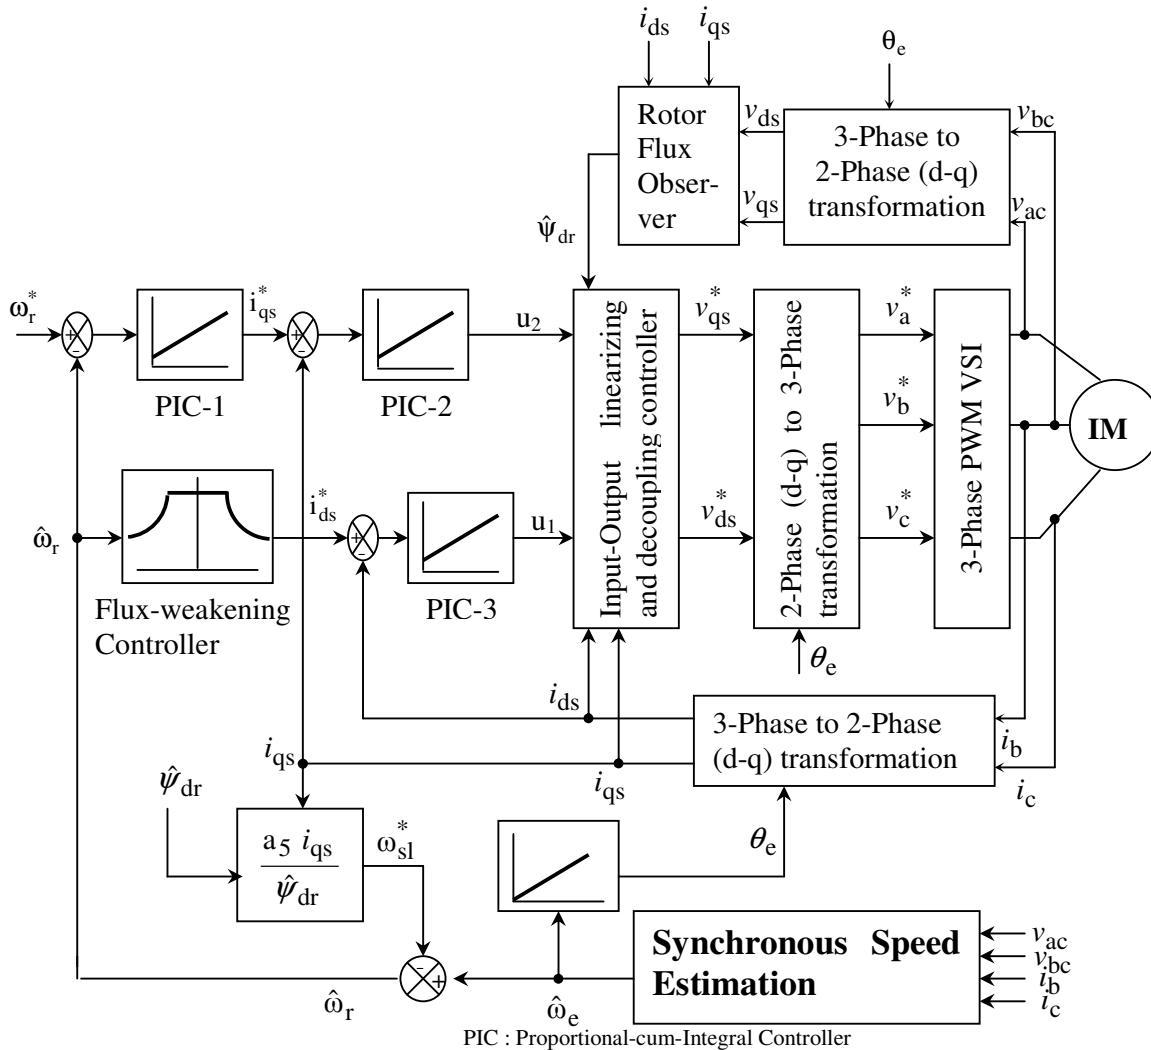 i_ds
i_qs
θ_e
Rotor
Flux
Obser-
ver
v_ds
v_qs
3-Phase to
2-Phase (d-q)
transformation
v_bc
v_ac
ψ̂_dr
ω_r^*
+
-
PIC-1
i_qs^*
+
-
PIC-2
u_2
Input-Output linearizing
and decoupling controller
v_qs^*
v_ds^*
2-Phase (d-q) to 3-Phase
transformation
θ_e
v_a^*
v_b^*
v_c^*
3-Phase PWM VSI
IM
ω̂_r
Flux-weakening
Controller
i_ds^*
+
-
PIC-3
u_1
i_ds
i_qs
i_qs
3-Phase to 2-Phase
(d-q) transformation
i_b
i_c
θ_e
ψ̂_dr
a_5 i_qs
ψ̂_dr
ω_sl^*
-
+
ω̂_r
ω̂_e
Synchronous Speed
Estimation
v_ac
v_bc
i_b
i_c
PIC : Proportional-cum-Integral Controller